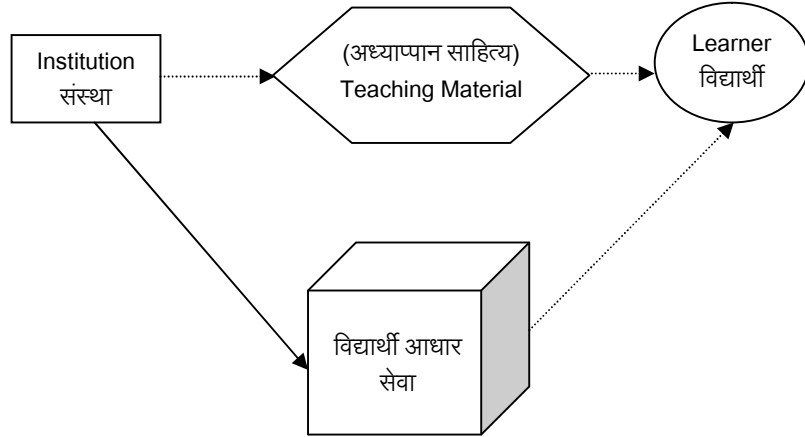 Institution
संस्था
(अध्याप्पान साहित्य)
Teaching Material
Learner
विद्यार्थी
विद्यार्थी आधार
सेवा